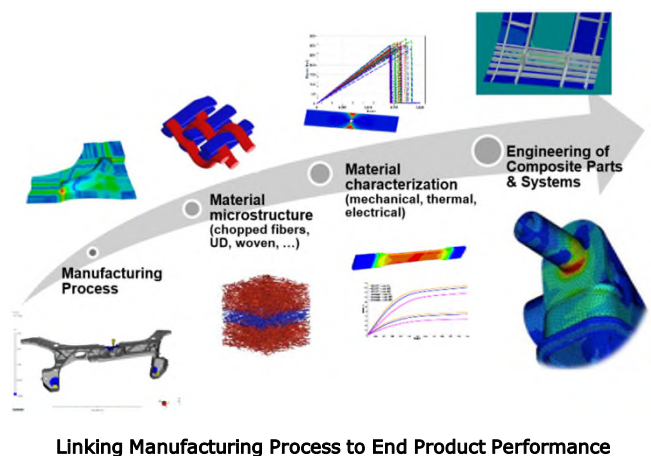 Engineering of
Composite Parts
& Systems
Material
characterization
(mechanical, thermal,
electrical)
Material
microstructure
(chopped fibers,
UD, woven, ...)
Manufacturing
Process
Linking Manufacturing Process to End Product Performance